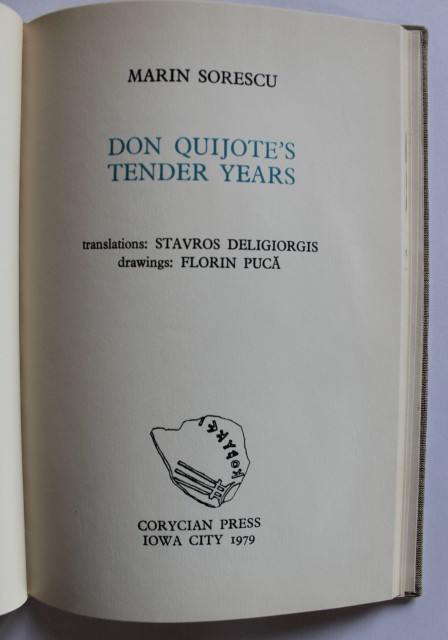 MARIN SORESCU
DON QUIJOTE'S
TENDER YEARS
translations: STAVROS DELIGIORGIS
drawings: FLORIN PUCĂ
CORYCIAN PRESS
IOWA CITY 1979